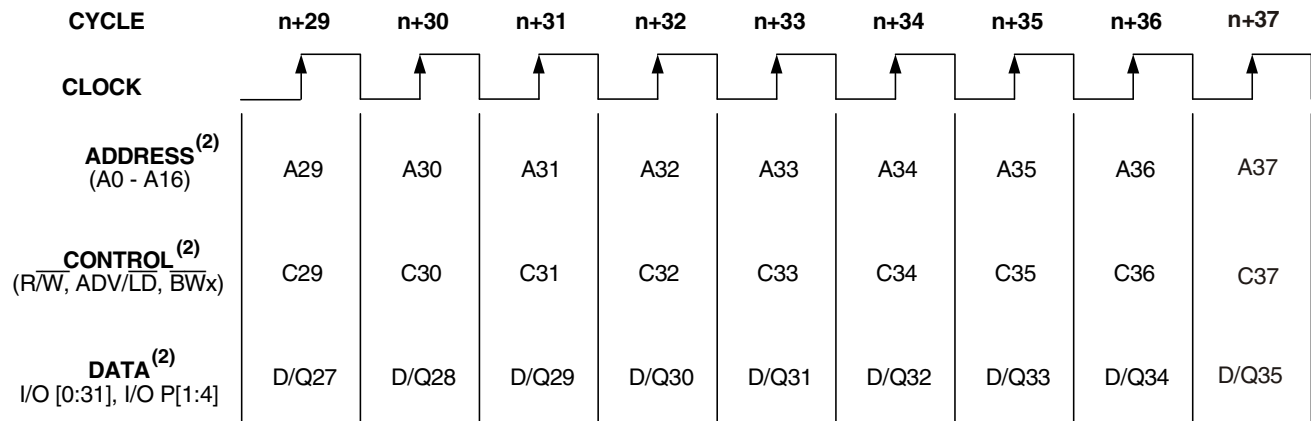 CYCLE n+29 n+30 n+31 n+32 n+33 n+34 n+35 n+36 n+37
CLOCK
ADDRESS(2)
(A0 - A16) A29 A30 A31 A32 A33 A34 A35 A36 A37
CONTROL(2)
(R/W̅, ADV/L̅D̅, B̅W̅x) C29 C30 C31 C32 C33 C34 C35 C36 C37
DATA(2)
I/O [0:31], I/O P[1:4] D/Q27 D/Q28 D/Q29 D/Q30 D/Q31 D/Q32 D/Q33 D/Q34 D/Q35